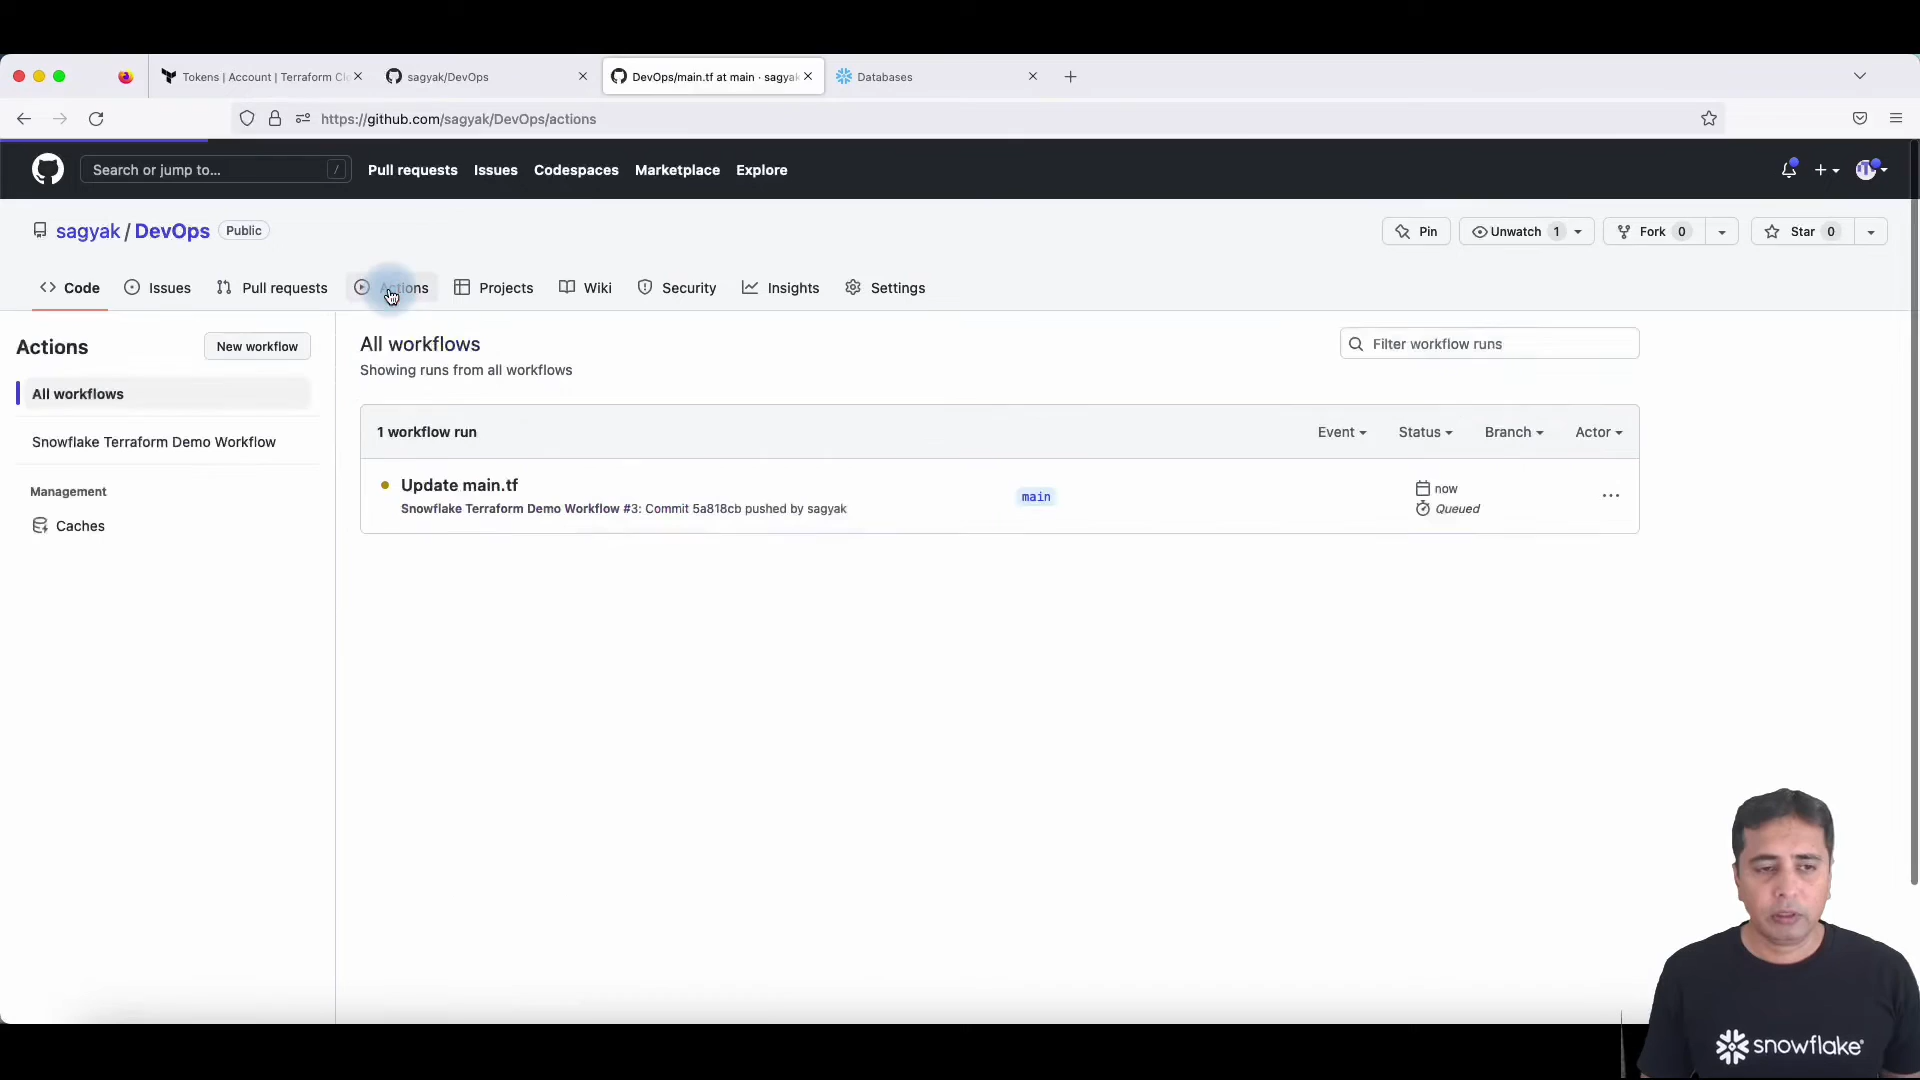 Tokens | Account | Terraform Cl
sagyak/DevOps
DevOps/main.tf at main · sagyak
Databases
https://github.com/sagyak/DevOps/actions
Search or jump to... /
Pull requests
Issues
Codespaces
Marketplace
Explore
sagyak / DevOps Public
Pin
Unwatch 1
Fork 0
Star 0
Code
Issues
Pull requests
Actions
Projects
Wiki
Security
Insights
Settings
Actions
New workflow
All workflows
Snowflake Terraform Demo Workflow
Management
Caches
All workflows
Showing runs from all workflows
Filter workflow runs
1 workflow run
Event
Status
Branch
Actor
Update main.tf
Snowflake Terraform Demo Workflow #3: Commit 5a818cb pushed by sagyak
main
now
Queued
snowflake®